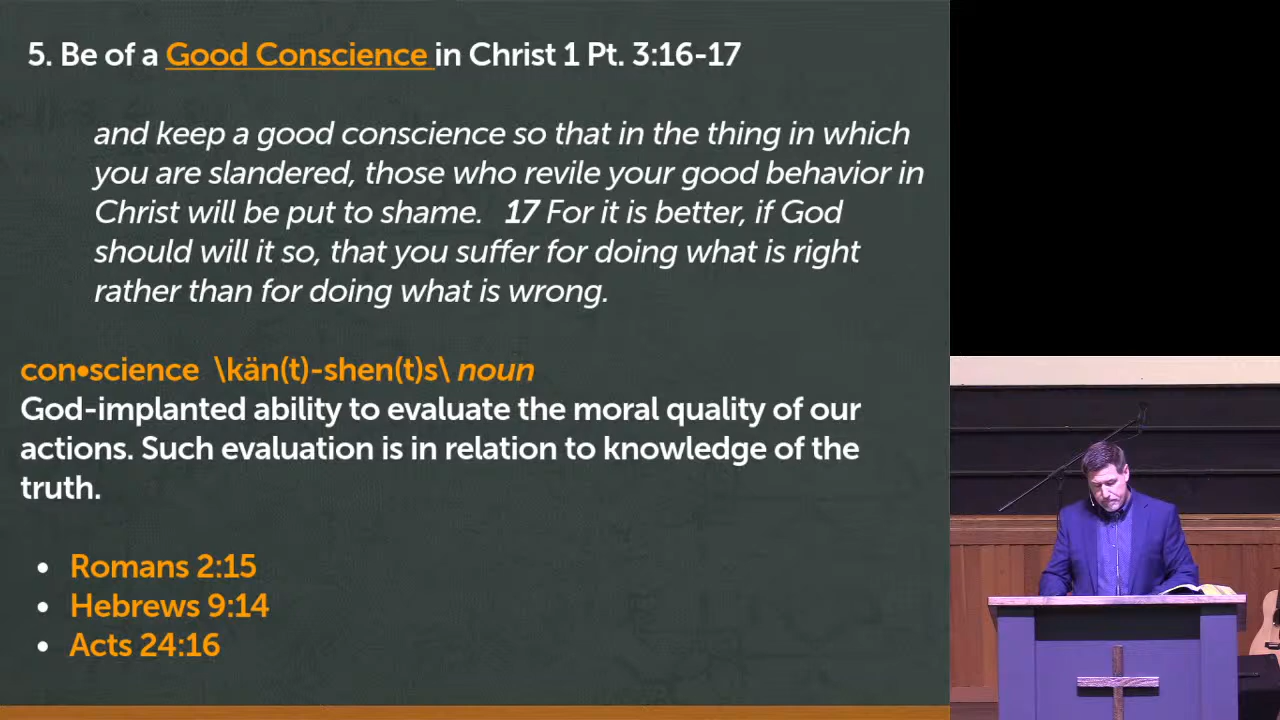 5. Be of a Good Conscience in Christ 1 Pt. 3:16-17
and keep a good conscience so that in the thing in which
you are slandered, those who revile your good behavior in
Christ will be put to shame. 17 For it is better, if God
should will it so, that you suffer for doing what is right
rather than for doing what is wrong.
con•science \kän(t)-shen(t)s\ noun
God-implanted ability to evaluate the moral quality of our
actions. Such evaluation is in relation to knowledge of the
truth.
• Romans 2:15
• Hebrews 9:14
• Acts 24:16